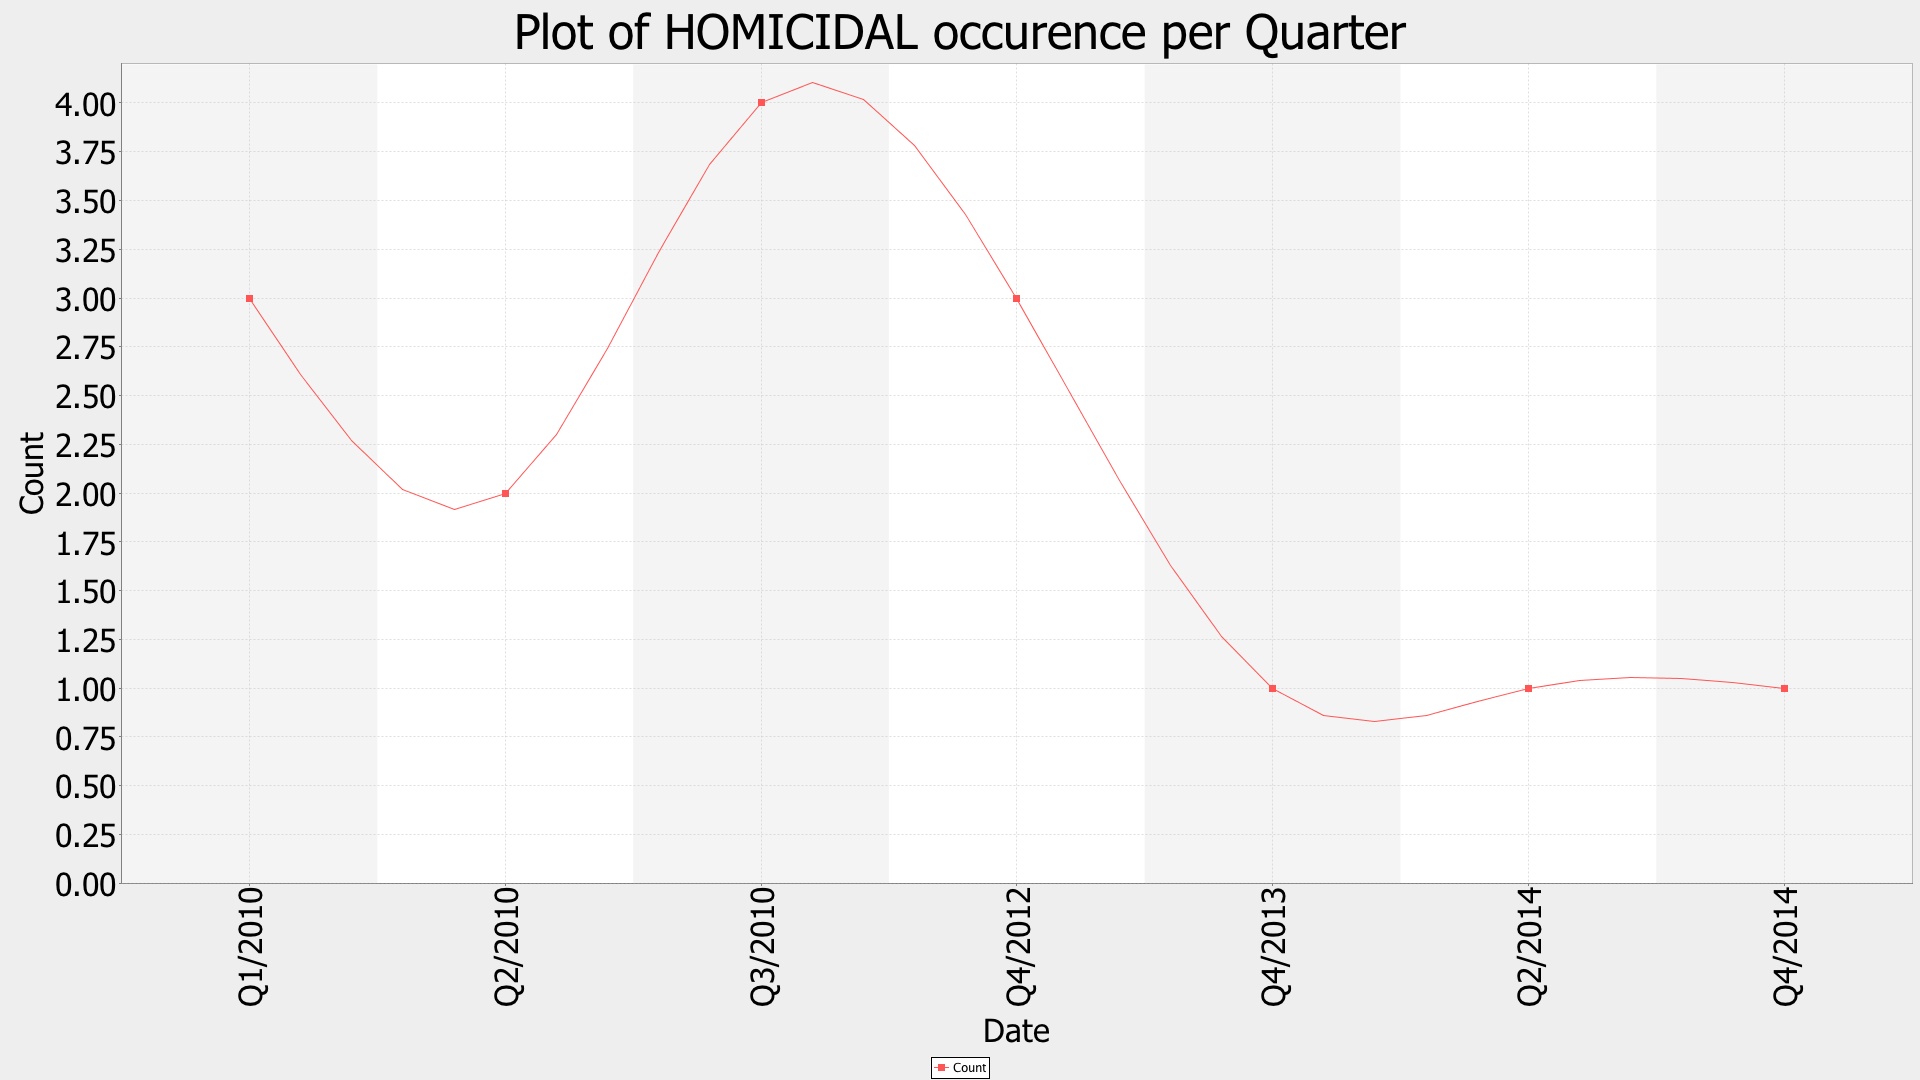 Plot of HOMICIDAL occurence per Quarter
4.00
3.75
3.50
3.25
3.00
2.75
2.50
2.25
2.00
1.75
1.50
1.25
1.00
0.75
0.50
0.25
0.00
Count
Q1/2010
Q2/2010
Q3/2010
Q4/2012
Q4/2013
Q2/2014
Q4/2014
Date
Count